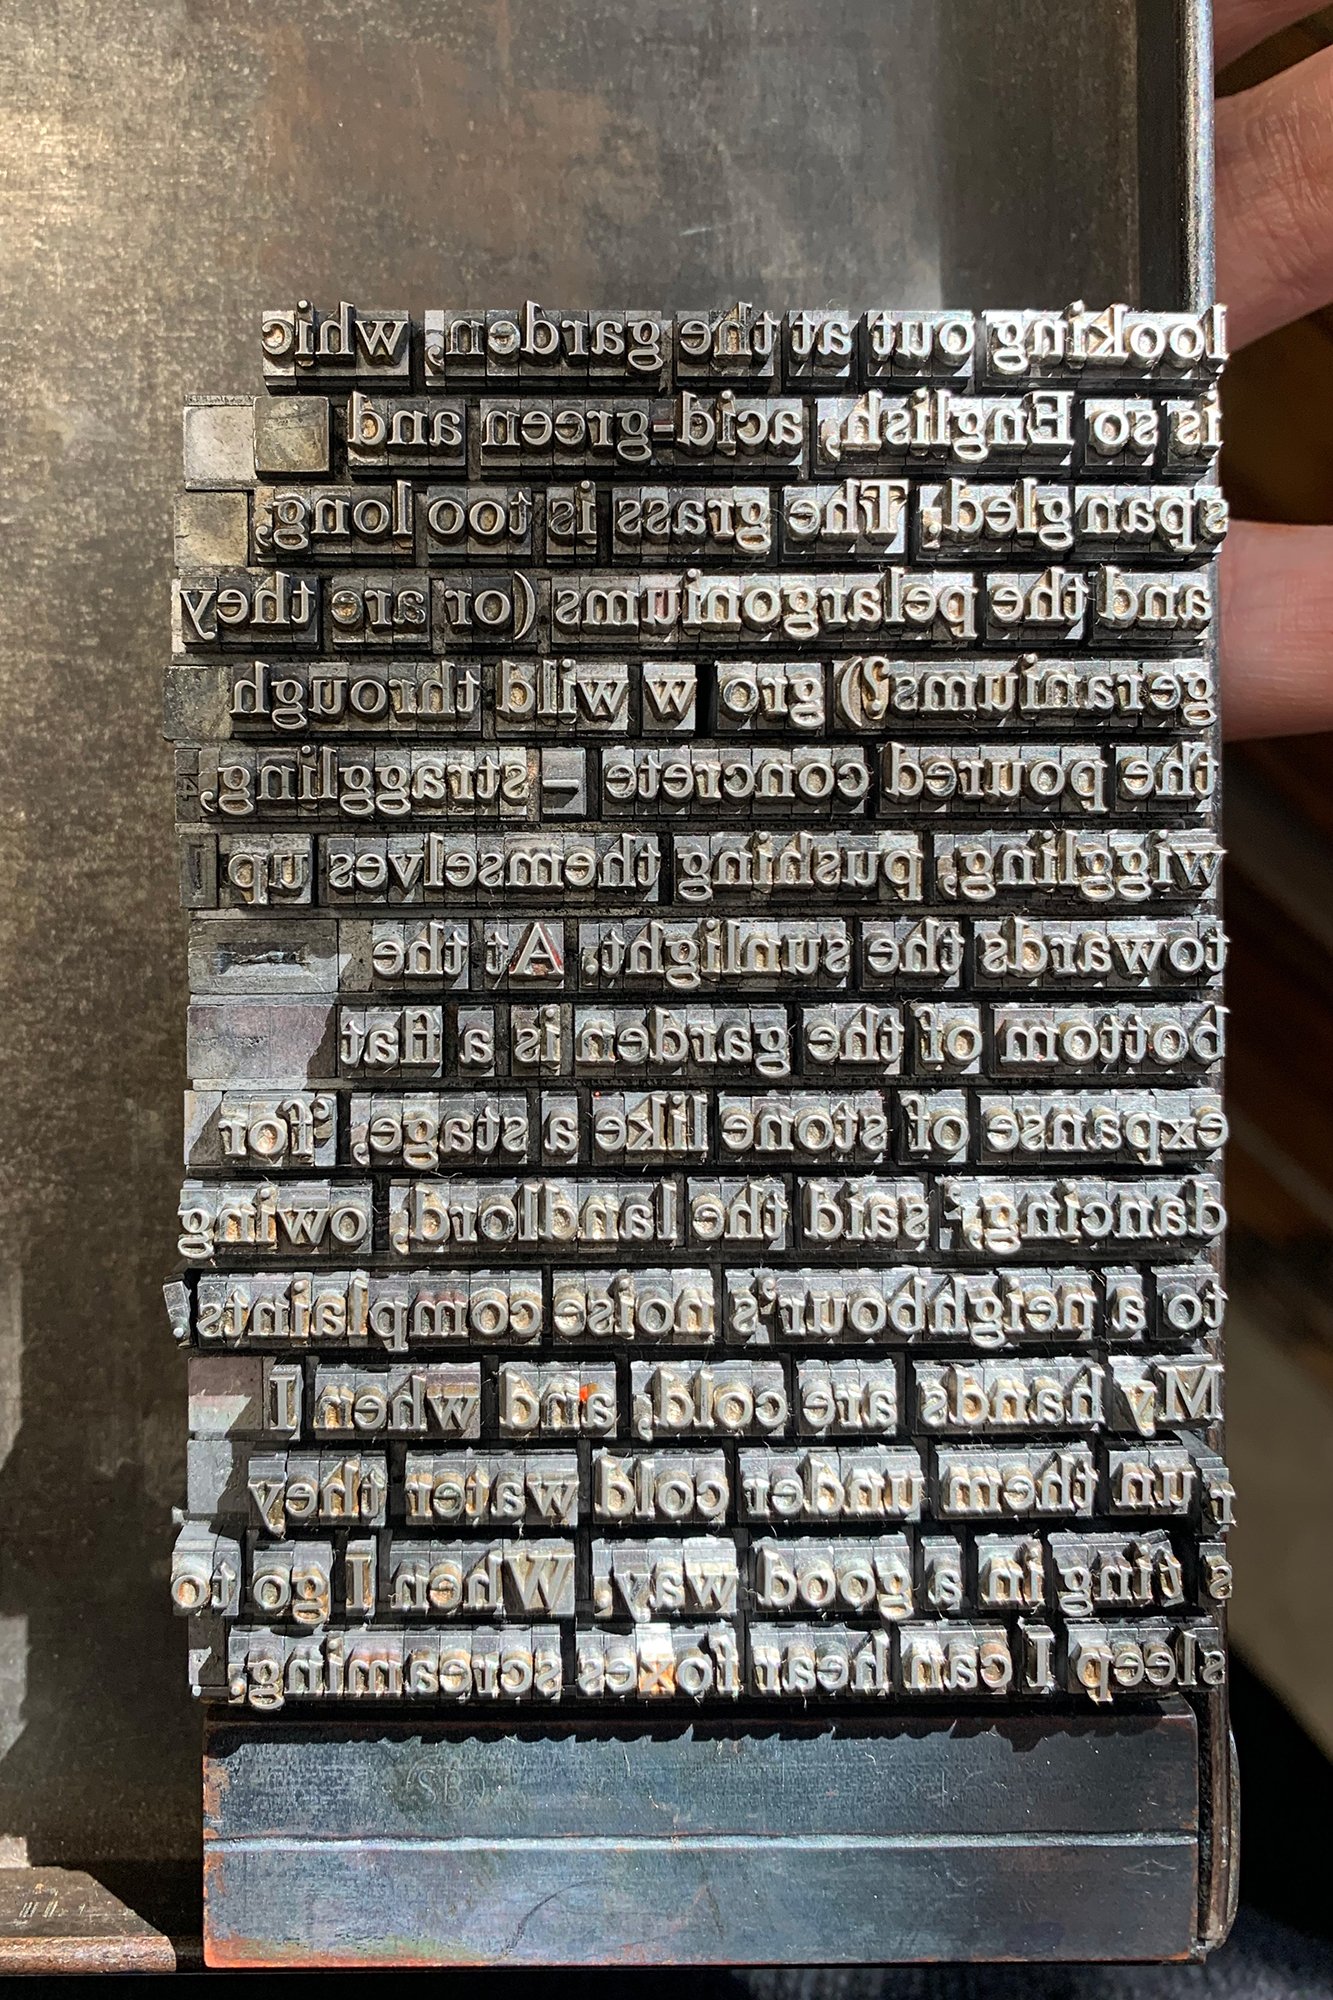 looking out at the garden, whic
is so English, acid-green and
spangled. The grass is too long,
and the pelargoniums (or are they
geraniums?) gro w wild through
the poured concrete – straggling,
wiggling, pushing themselves up
towards the sunlight. At the
bottom of the garden is a flat
expanse of stone like a stage, ‘for
dancing,’ said the landlord, owing
to a neighbour’s noise complaints.
My hands are cold, and when I
r un them under cold water they
s ting in a good way. When I go to
sleep I can hear foxes screaming.